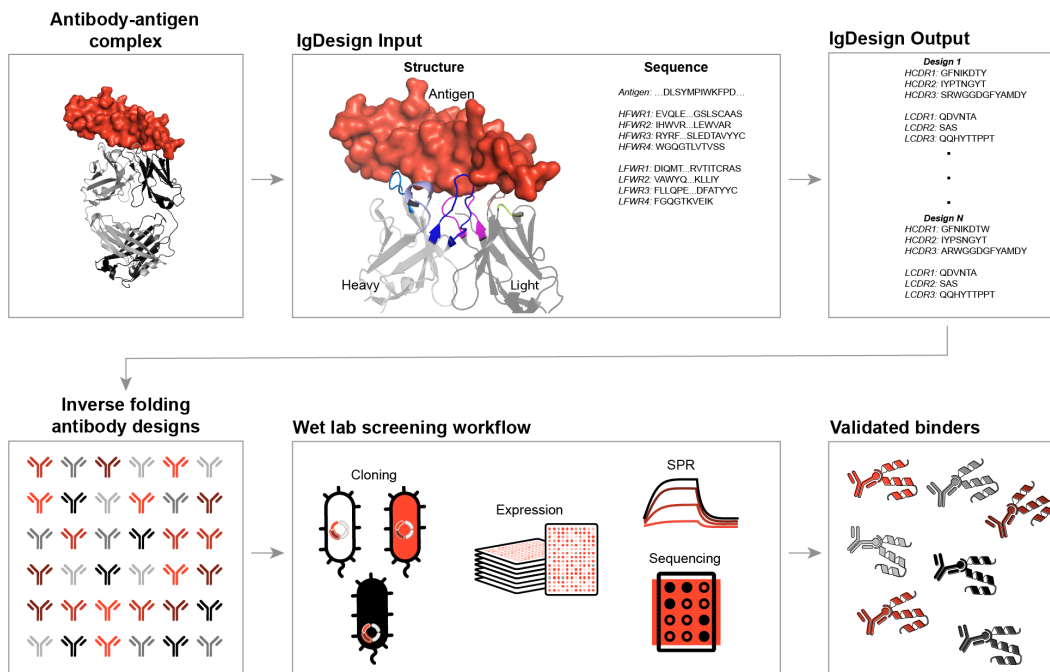 Antibody-antigen
complex
IgDesign Input
Structure
Antigen
Heavy
Light
Sequence
Antigen: ...DLSYMPIWKFPD...
HFWR1: EVQLE...GSLSCAAS
HFWR2: IHWVR...LEWVAR
HFWR3: RYRF...SLEDTAVYYC
HFWR4: WGQGTLVTVSS
LFWR1: DIQMT...RVTITCRAS
LFWR2: VAWYQ...KLLIY
LFWR3: FLLQPE...DFATYYC
LFWR4: FGQGTKVEIK
IgDesign Output
Design 1
HCDR1: GFNIKDTY
HCDR2: IYPTNGYT
HCDR3: SRWGGDGFYAMDY
LCDR1: QDVNTA
LCDR2: SAS
LCDR3: QQHYTTPPT
Design N
HCDR1: GFNIKDTW
HCDR2: IYPSNGYT
HCDR3: ARWGGDGFYAMDY
LCDR1: QDVNTA
LCDR2: SAS
LCDR3: QQHYTTPPT
Inverse folding
antibody designs
Wet lab screening workflow
Cloning
Expression
SPR
Sequencing
Validated binders